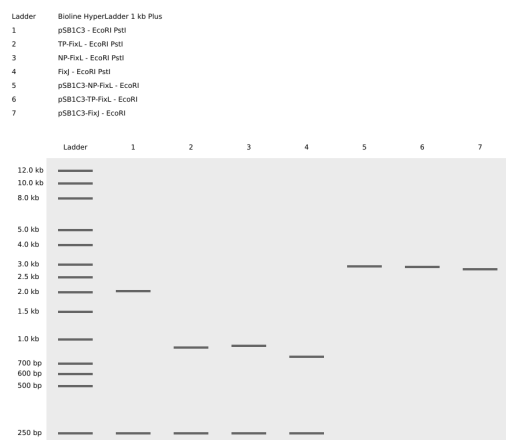 Ladder Bioline HyperLadder 1 kb Plus
1 pSB1C3 - EcoRI PstI
2 TP-FixL - EcoRI PstI
3 NP-FixL - EcoRI PstI
4 FixJ - EcoRI PstI
5 pSB1C3-NP-FixL - EcoRI
6 pSB1C3-TP-FixL - EcoRI
7 pSB1C3-FixJ - EcoRI
Ladder 1 2 3 4 5 6 7
12.0 kb
10.0 kb
8.0 kb
5.0 kb
4.0 kb
3.0 kb
2.5 kb
2.0 kb
1.5 kb
1.0 kb
700 bp
600 bp
500 bp
250 bp